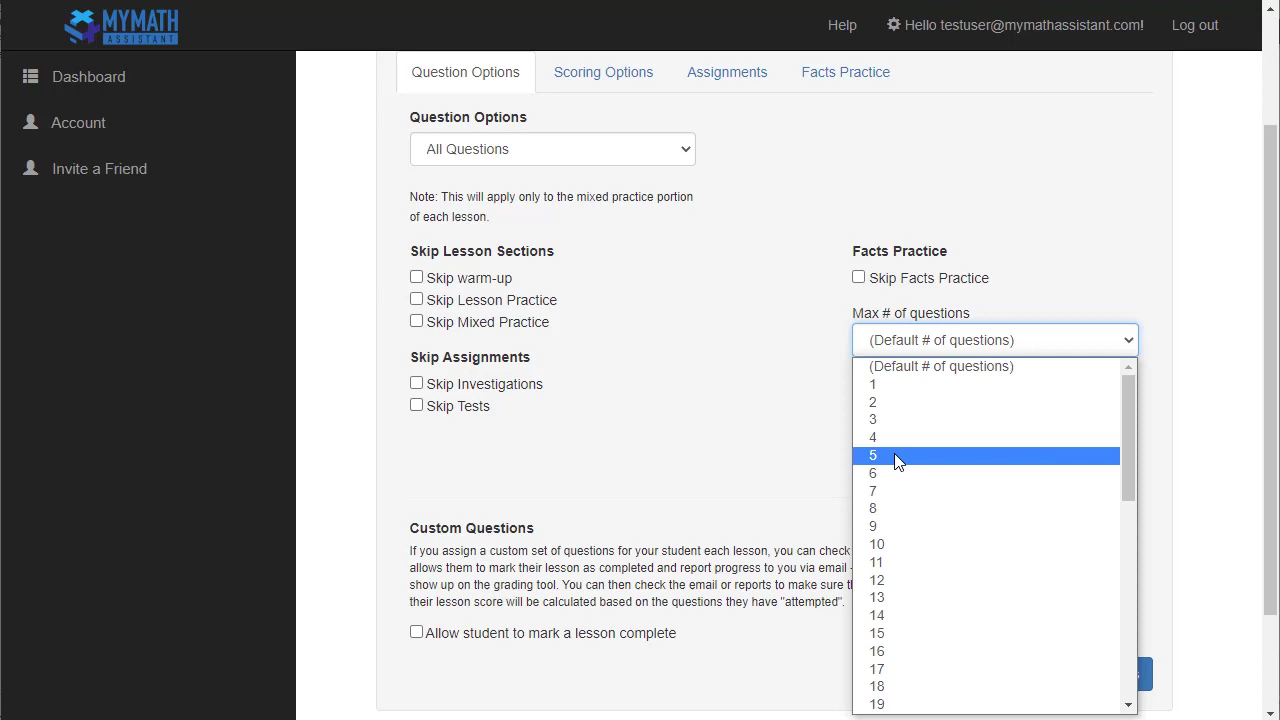 MYMATH
ASSISTANT
Help
Hello testuser@mymathassistant.com!
Log out
Dashboard
Account
Invite a Friend
Question Options
Scoring Options
Assignments
Facts Practice
Question Options
All Questions
Note: This will apply only to the mixed practice portion
of each lesson.
Skip Lesson Sections
Skip warm-up
Skip Lesson Practice
Skip Mixed Practice
Skip Assignments
Skip Investigations
Skip Tests
Facts Practice
Skip Facts Practice
Max # of questions
(Default # of questions)
(Default # of questions)
1
2
3
4
5
6
7
8
9
10
11
12
13
14
15
16
17
18
19
Custom Questions
If you assign a custom set of questions for your student each lesson, you can check
allows them to mark their lesson as completed and report progress to you via email -
show up on the grading tool. You can then check the email or reports to make sure
their lesson score will be calculated based on the questions they have "attempted".
Allow student to mark a lesson complete